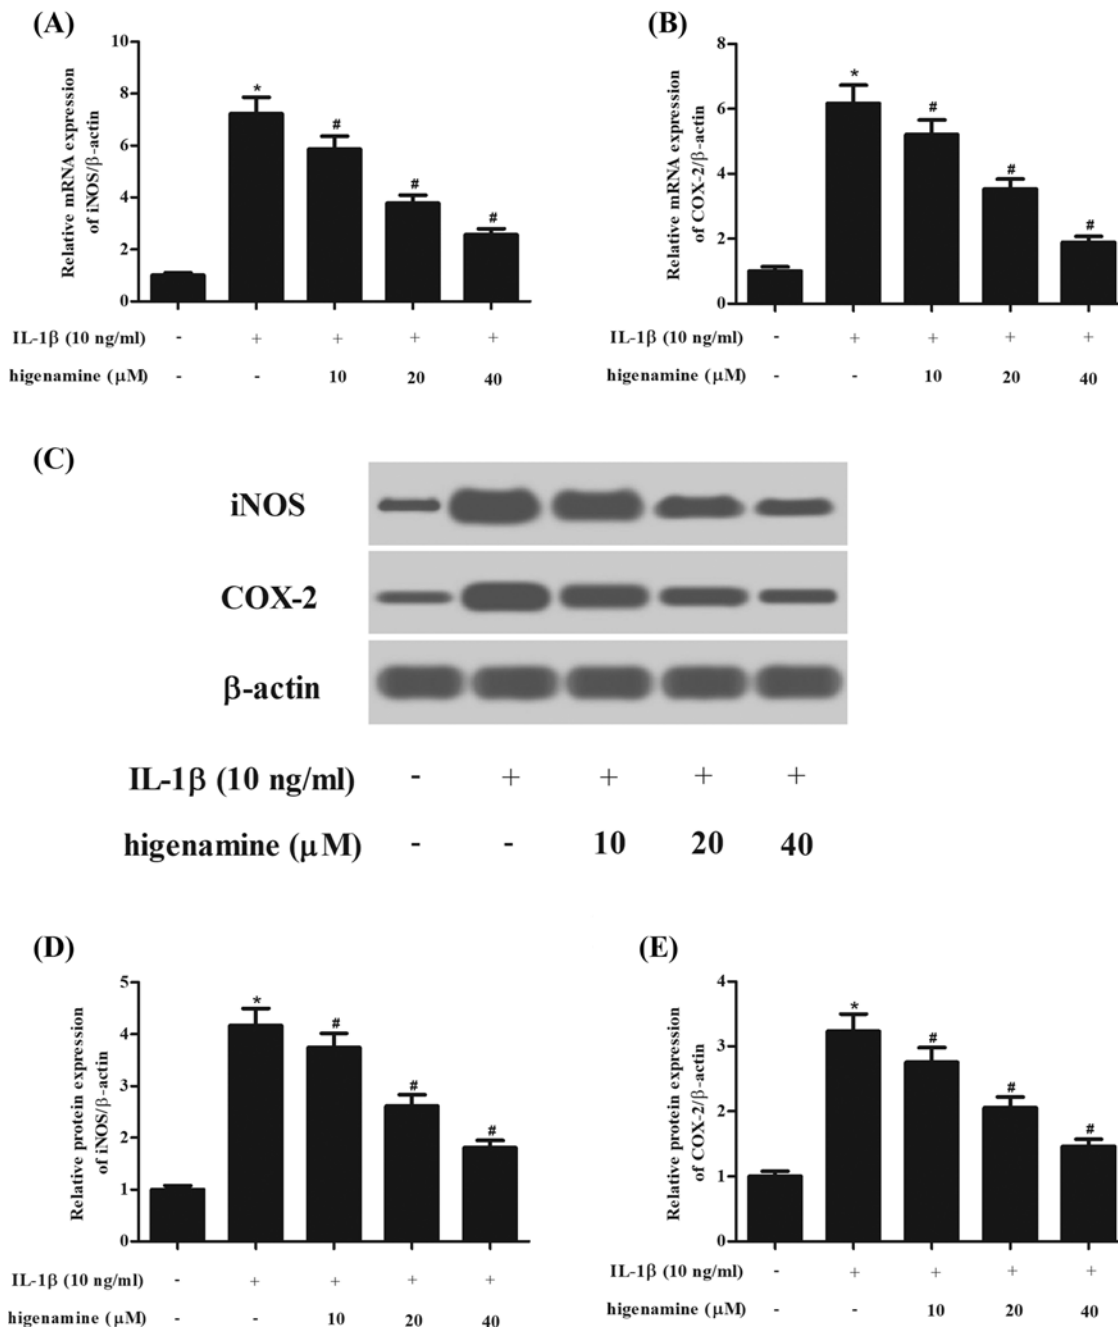 (A)
Relative mRNA expression
of iNOS/β-actin
10
8
6
4
2
0
*
#
#
#
IL-1β (10 ng/ml) - + + + +
higenamine (μM) - - 10 20 40
(B)
Relative mRNA expression
of COX-2/β-actin
8
6
4
2
0
*
#
#
#
IL-1β (10 ng/ml) - + + + +
higenamine (μM) - - 10 20 40
(C)
iNOS
COX-2
β-actin
IL-1β (10 ng/ml) - + + + +
higenamine (μM) - - 10 20 40
(D)
Relative protein expression
of iNOS/β-actin
5
4
3
2
1
0
*
#
#
#
IL-1β (10 ng/ml) - + + + +
higenamine (μM) - - 10 20 40
(E)
Relative protein expression
of COX-2/β-actin
4
3
2
1
0
*
#
#
#
IL-1β (10 ng/ml) - + + + +
higenamine (μM) - - 10 20 40